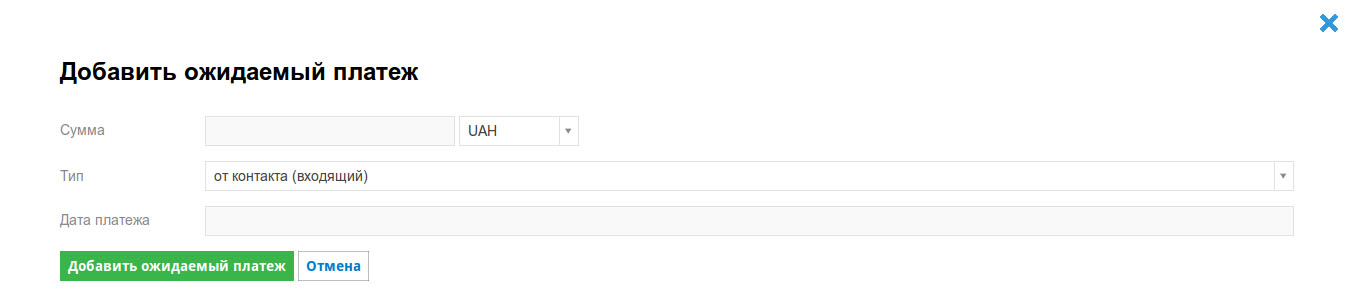 Добавить ожидаемый платеж
Сумма UAH
Тип от контакта (входящий)
Дата платежа
Добавить ожидаемый платеж Отмена